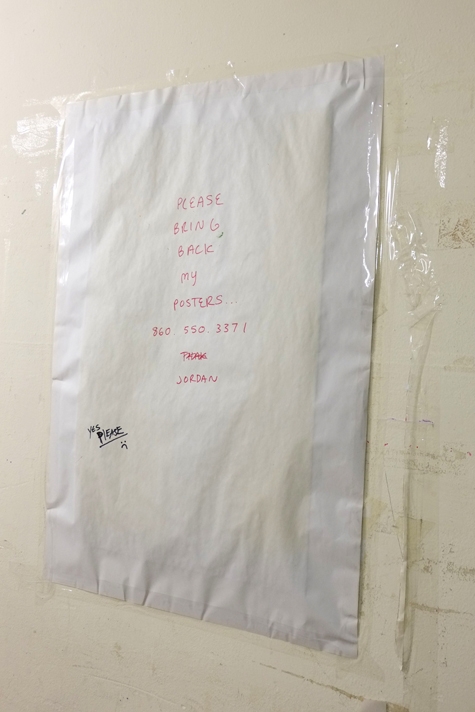 PLEASE
BRING
BACK
MY
POSTERS...
860. 550. 3371
JORDAN
YES
PLEASE